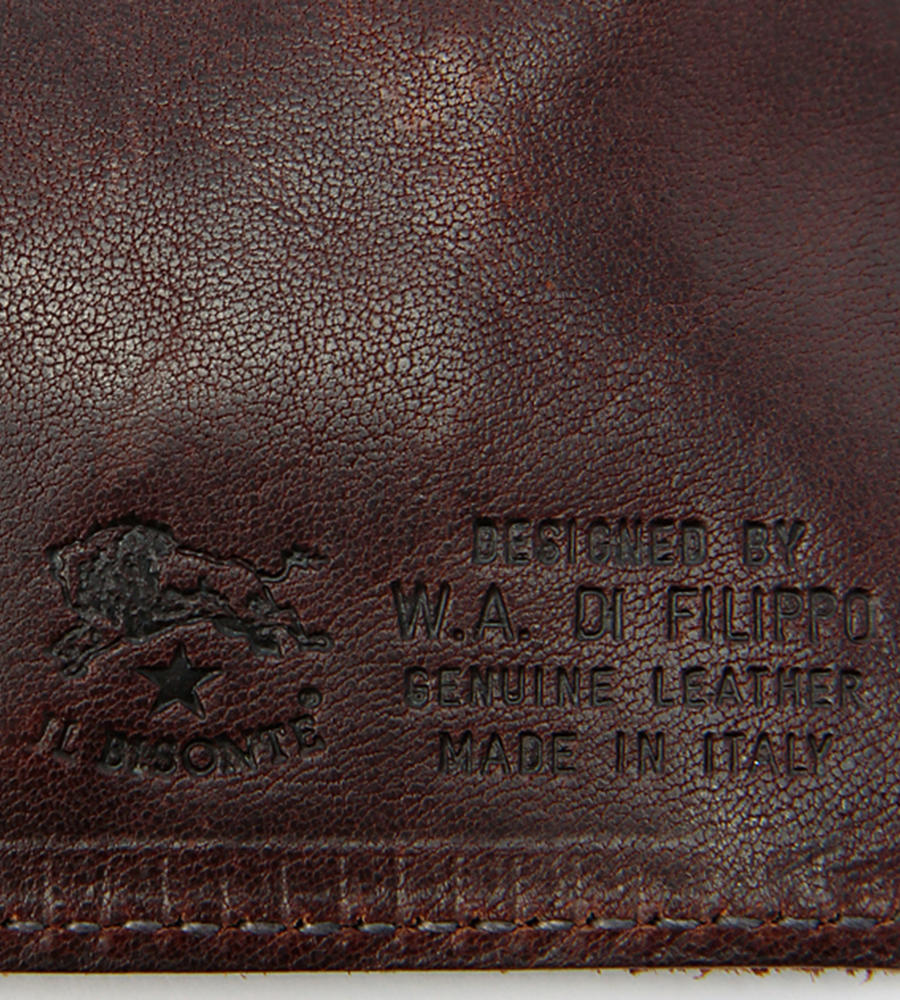 DESIGNED BY
W.A. DI FILIPPO
GENUINE LEATHER
MADE IN ITALY
IL BISONTE®